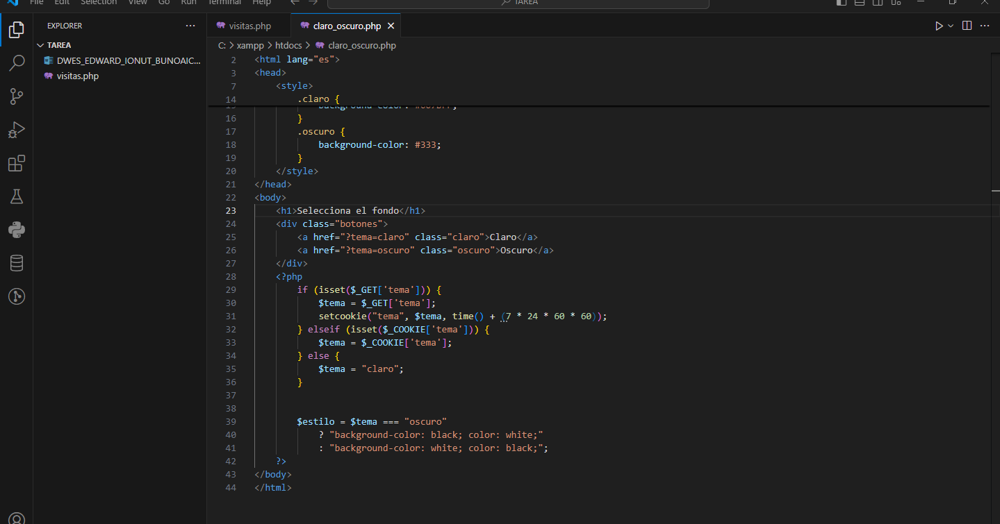 File Edit Selection View Go Run Terminal Help
TAREA
EXPLORER
TAREA
DWES_EDWARD_IONUT_BUNOAIC...
visitas.php
visitas.php
claro_oscuro.php
C: > xampp > htdocs > claro_oscuro.php
2 <html lang="es">
3 <head>
7 <style>
14 .claro {
16 }
17 .oscuro {
18 background-color: #333;
19 }
20 </style>
21 </head>
22 <body>
23 <h1>Selecciona el fondo</h1>
24 <div class="botones">
25 <a href="?tema=claro" class="claro">Claro</a>
26 <a href="?tema=oscuro" class="oscuro">Oscuro</a>
27 </div>
28 <?php
29 if (isset($_GET['tema'])) {
30 $tema = $_GET['tema'];
31 setcookie("tema", $tema, time() + (7 * 24 * 60 * 60));
32 } elseif (isset($_COOKIE['tema'])) {
33 $tema = $_COOKIE['tema'];
34 } else {
35 $tema = "claro";
36 }
37
38
39 $estilo = $tema === "oscuro"
40 ? "background-color: black; color: white;"
41 : "background-color: white; color: black;";
42 ?>
43 </body>
44 </html>